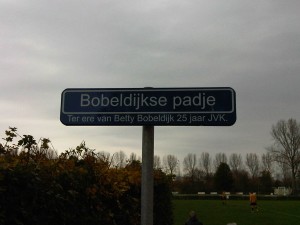 Bobeldijkse padje
Ter ere van Betty Bobeldijk 25 jaar JVK.